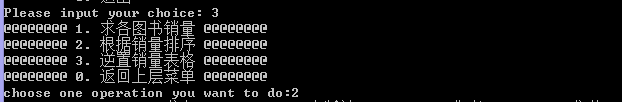 Please input your choice: 3
@@@@@@@@ 1. 求各图书销量 @@@@@@@@
@@@@@@@@ 2. 根据销量排序 @@@@@@@@
@@@@@@@@ 3. 逆置销量表格 @@@@@@@@
@@@@@@@@ 0. 返回上层菜单 @@@@@@@@
choose one operation you want to do:2